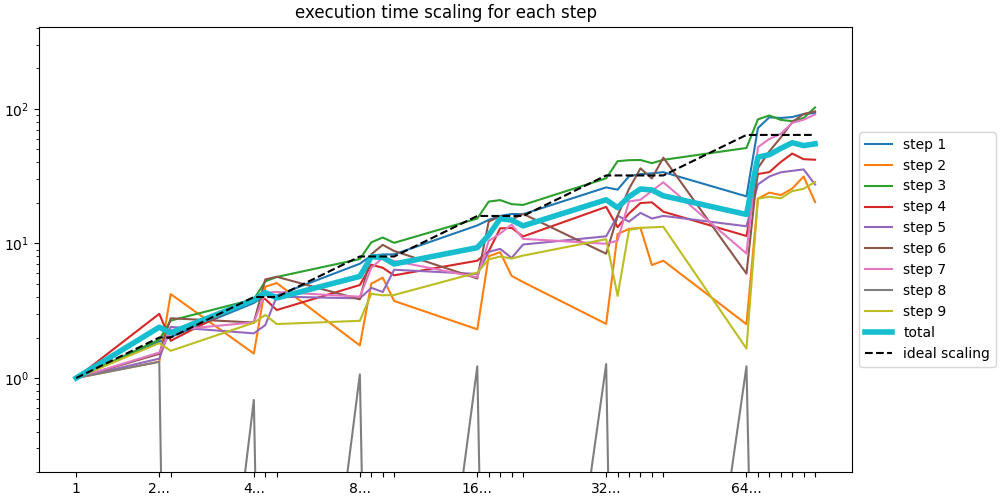 execution time scaling for each step
10²
10¹
10⁰
1
2...
4...
8...
16...
32...
64...
step 1
step 2
step 3
step 4
step 5
step 6
step 7
step 8
step 9
total
ideal scaling